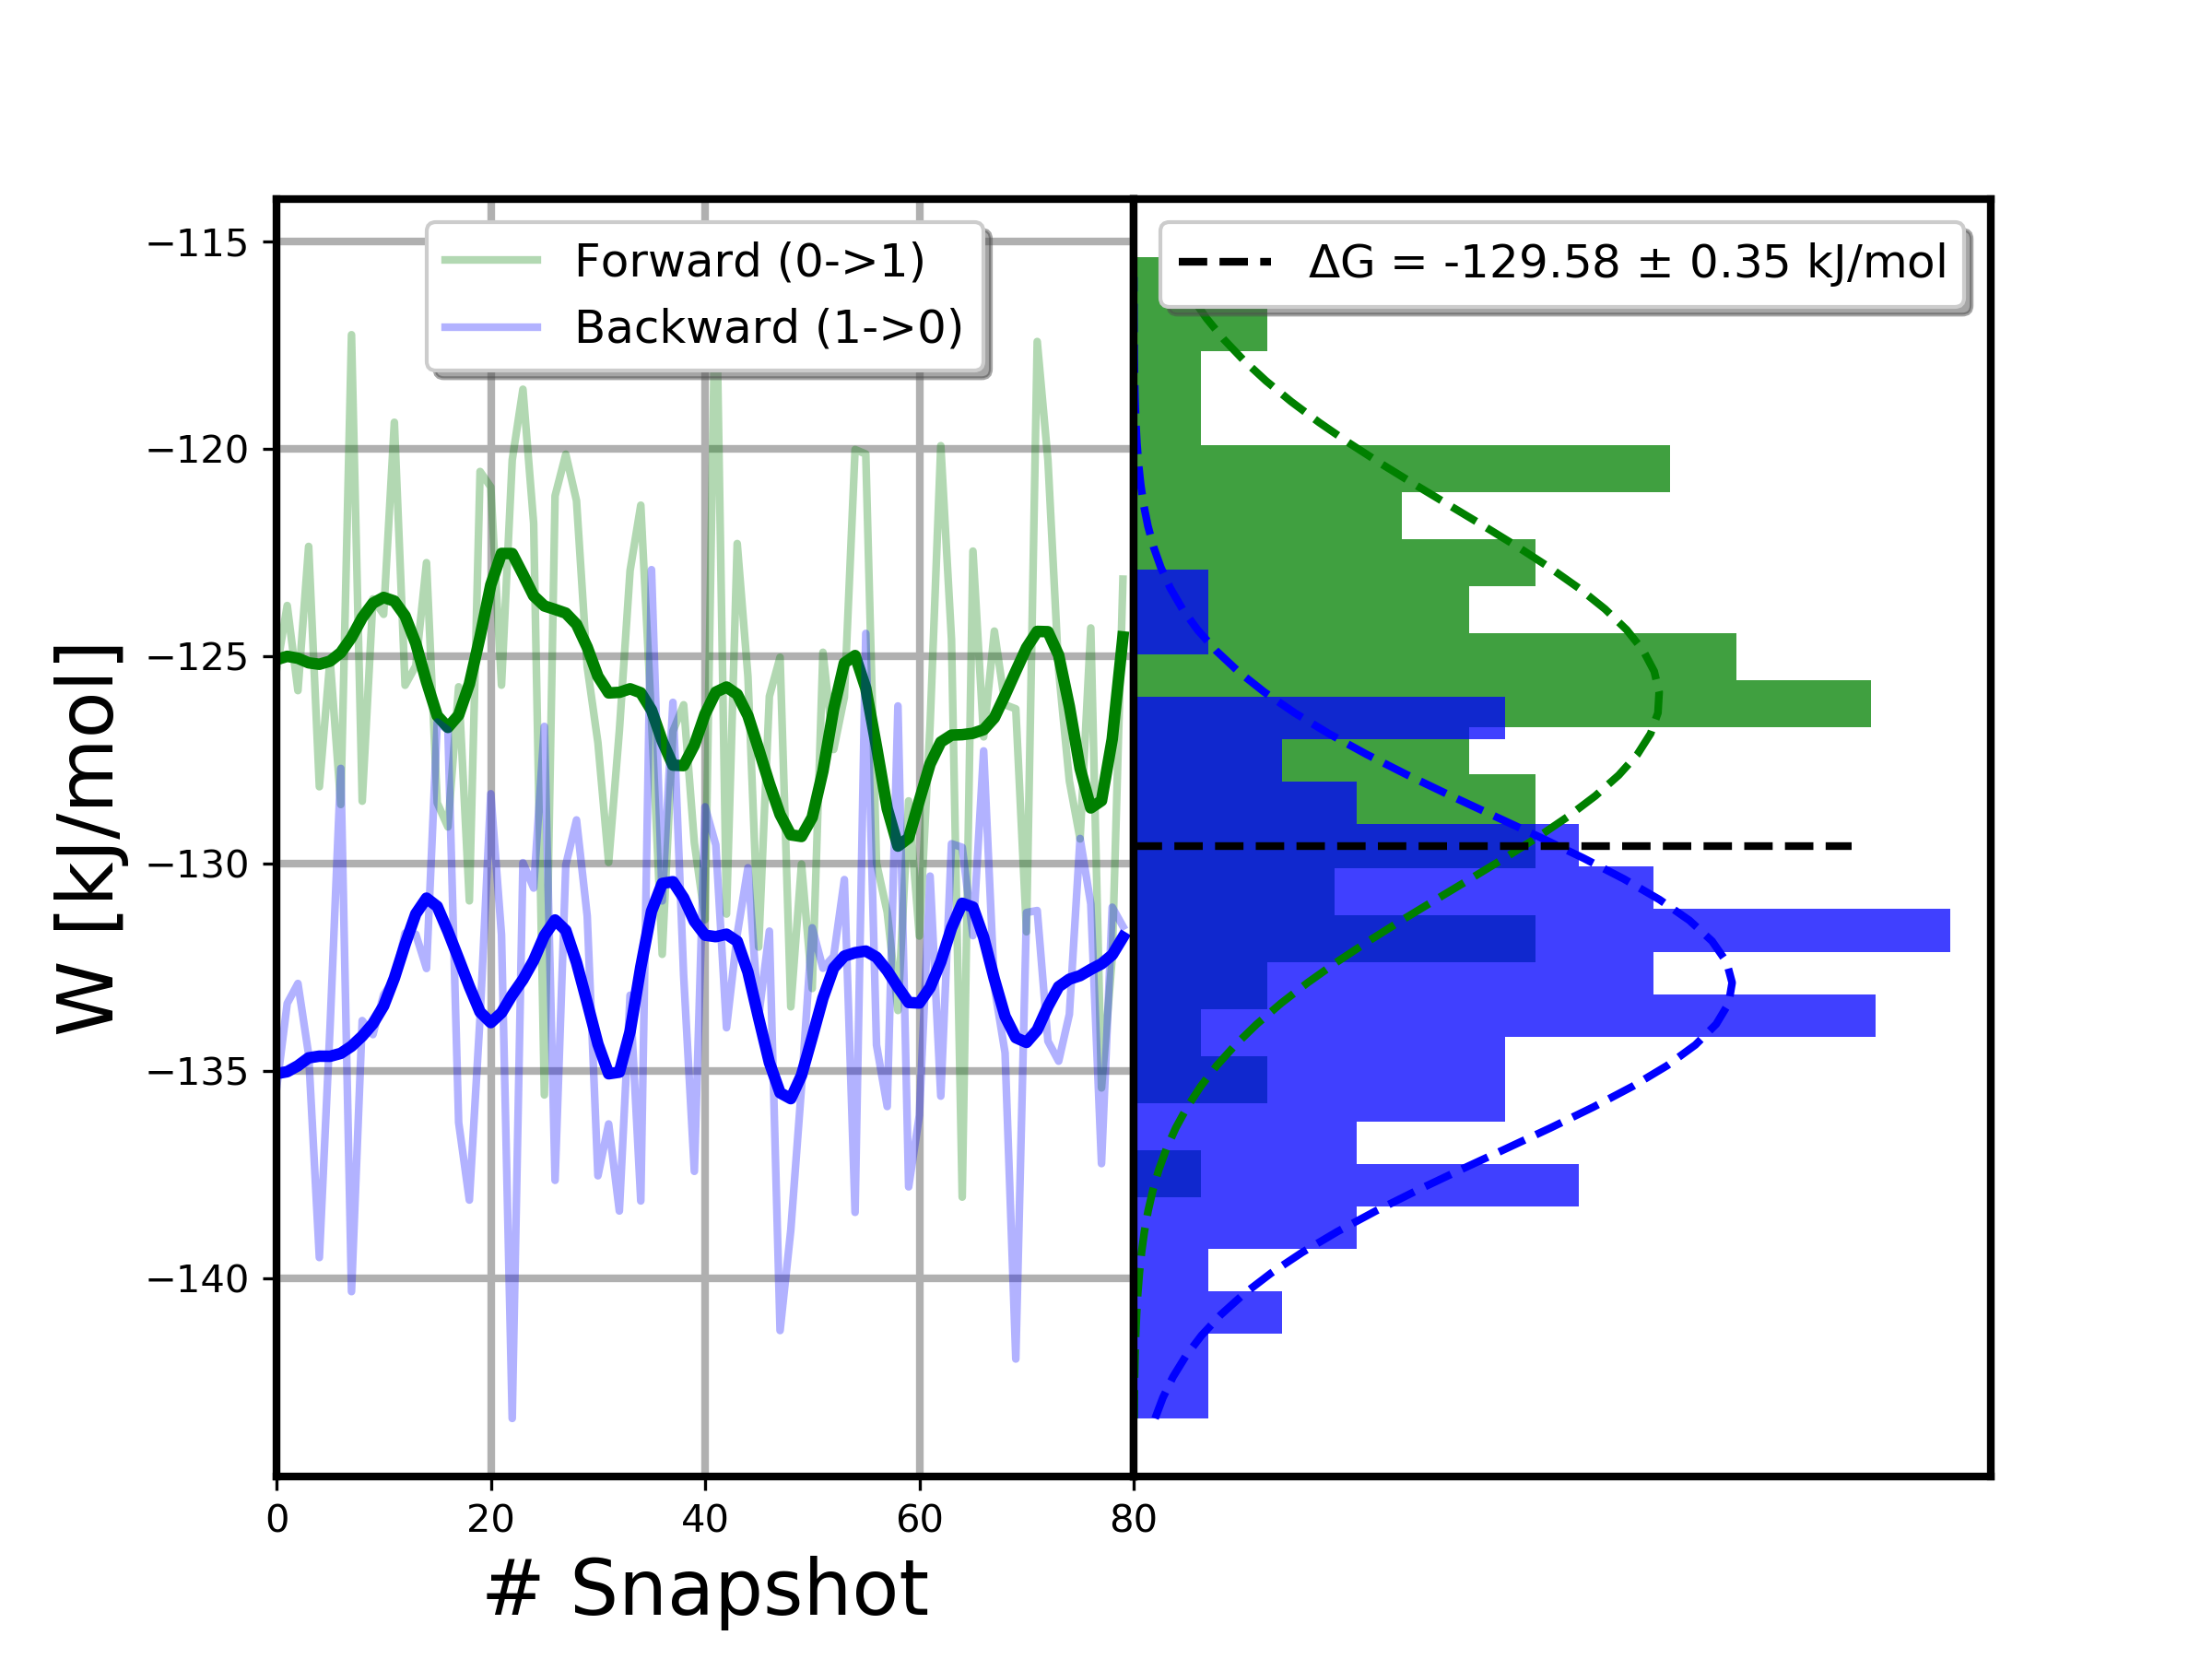 Forward (0->1)
Backward (1->0)
ΔG = -129.58 ± 0.35 kJ/mol
W [kJ/mol]
−115
−120
−125
−130
−135
−140
0 20 40 60 80
# Snapshot